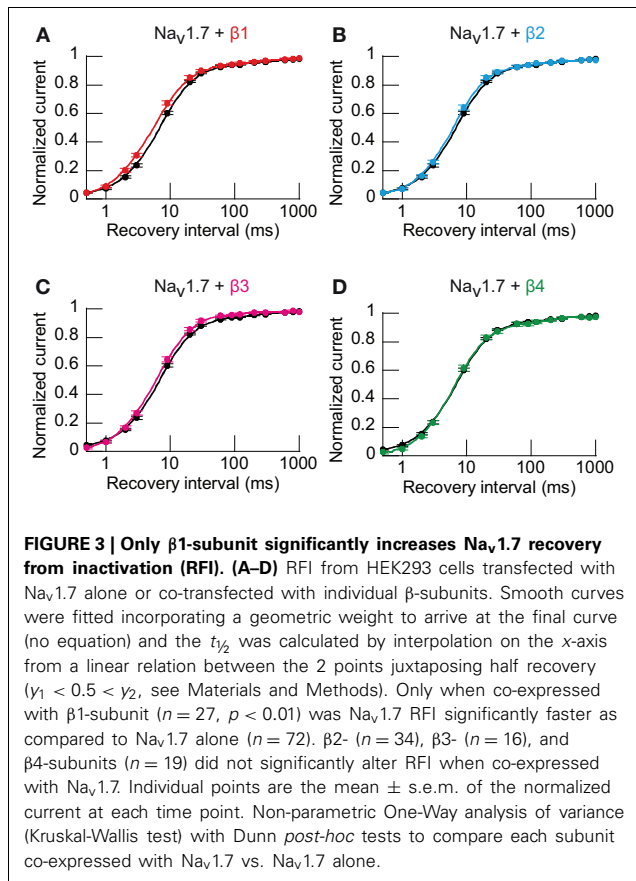 A Nav1.7 + β1
B Nav1.7 + β2
Normalized current
1
0.8
0.6
0.4
0.2
0
1 10 100 1000
Recovery interval (ms)
Normalized current
1
0.8
0.6
0.4
0.2
0
1 10 100 1000
Recovery interval (ms)
C Nav1.7 + β3
D Nav1.7 + β4
Normalized current
1
0.8
0.6
0.4
0.2
0
1 10 100 1000
Recovery interval (ms)
Normalized current
1
0.8
0.6
0.4
0.2
0
1 10 100 1000
Recovery interval (ms)
FIGURE 3 | Only β1-subunit significantly increases Nav1.7 recovery
from inactivation (RFI). (A–D) RFI from HEK293 cells transfected with
Nav1.7 alone or co-transfected with individual β-subunits. Smooth curves
were fitted incorporating a geometric weight to arrive at the final curve
(no equation) and the t½ was calculated by interpolation on the x-axis
from a linear relation between the 2 points juxtaposing half recovery
(y1 < 0.5 < y2, see Materials and Methods). Only when co-expressed
with β1-subunit (n = 27, p < 0.01) was Nav1.7 RFI significantly faster as
compared to Nav1.7 alone (n = 72). β2- (n = 34), β3- (n = 16), and
β4-subunits (n = 19) did not significantly alter RFI when co-expressed
with Nav1.7. Individual points are the mean ± s.e.m. of the normalized
current at each time point. Non-parametric One-Way analysis of variance
(Kruskal-Wallis test) with Dunn post-hoc tests to compare each subunit
co-expressed with Nav1.7 vs. Nav1.7 alone.